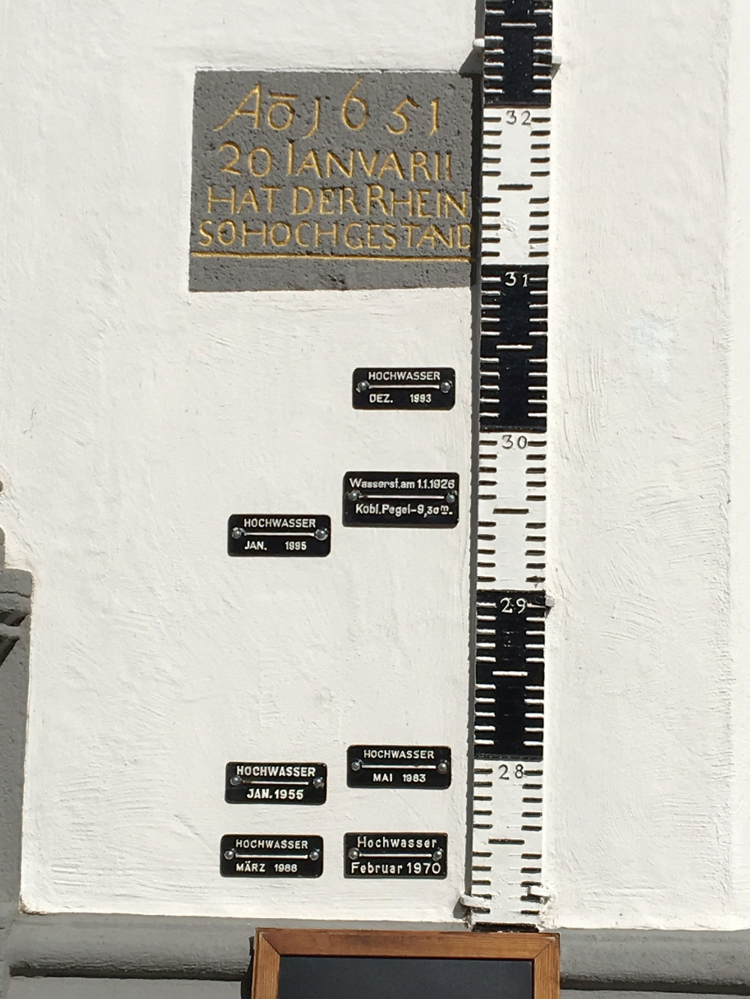 Aō 1651
20 IANVARII
HAT DER RHEIN
SO HOCH GESTAND
32
31
HOCHWASSER
DEZ. 1993
30
Wasserst.am 1.1.1926
Kobl.Pegel-9,30m.
HOCHWASSER
JAN. 1995
29
HOCHWASSER
MAI 1983
HOCHWASSER
JAN. 1955
28
HOCHWASSER
MÄRZ 1988
Hochwasser
Februar 1970